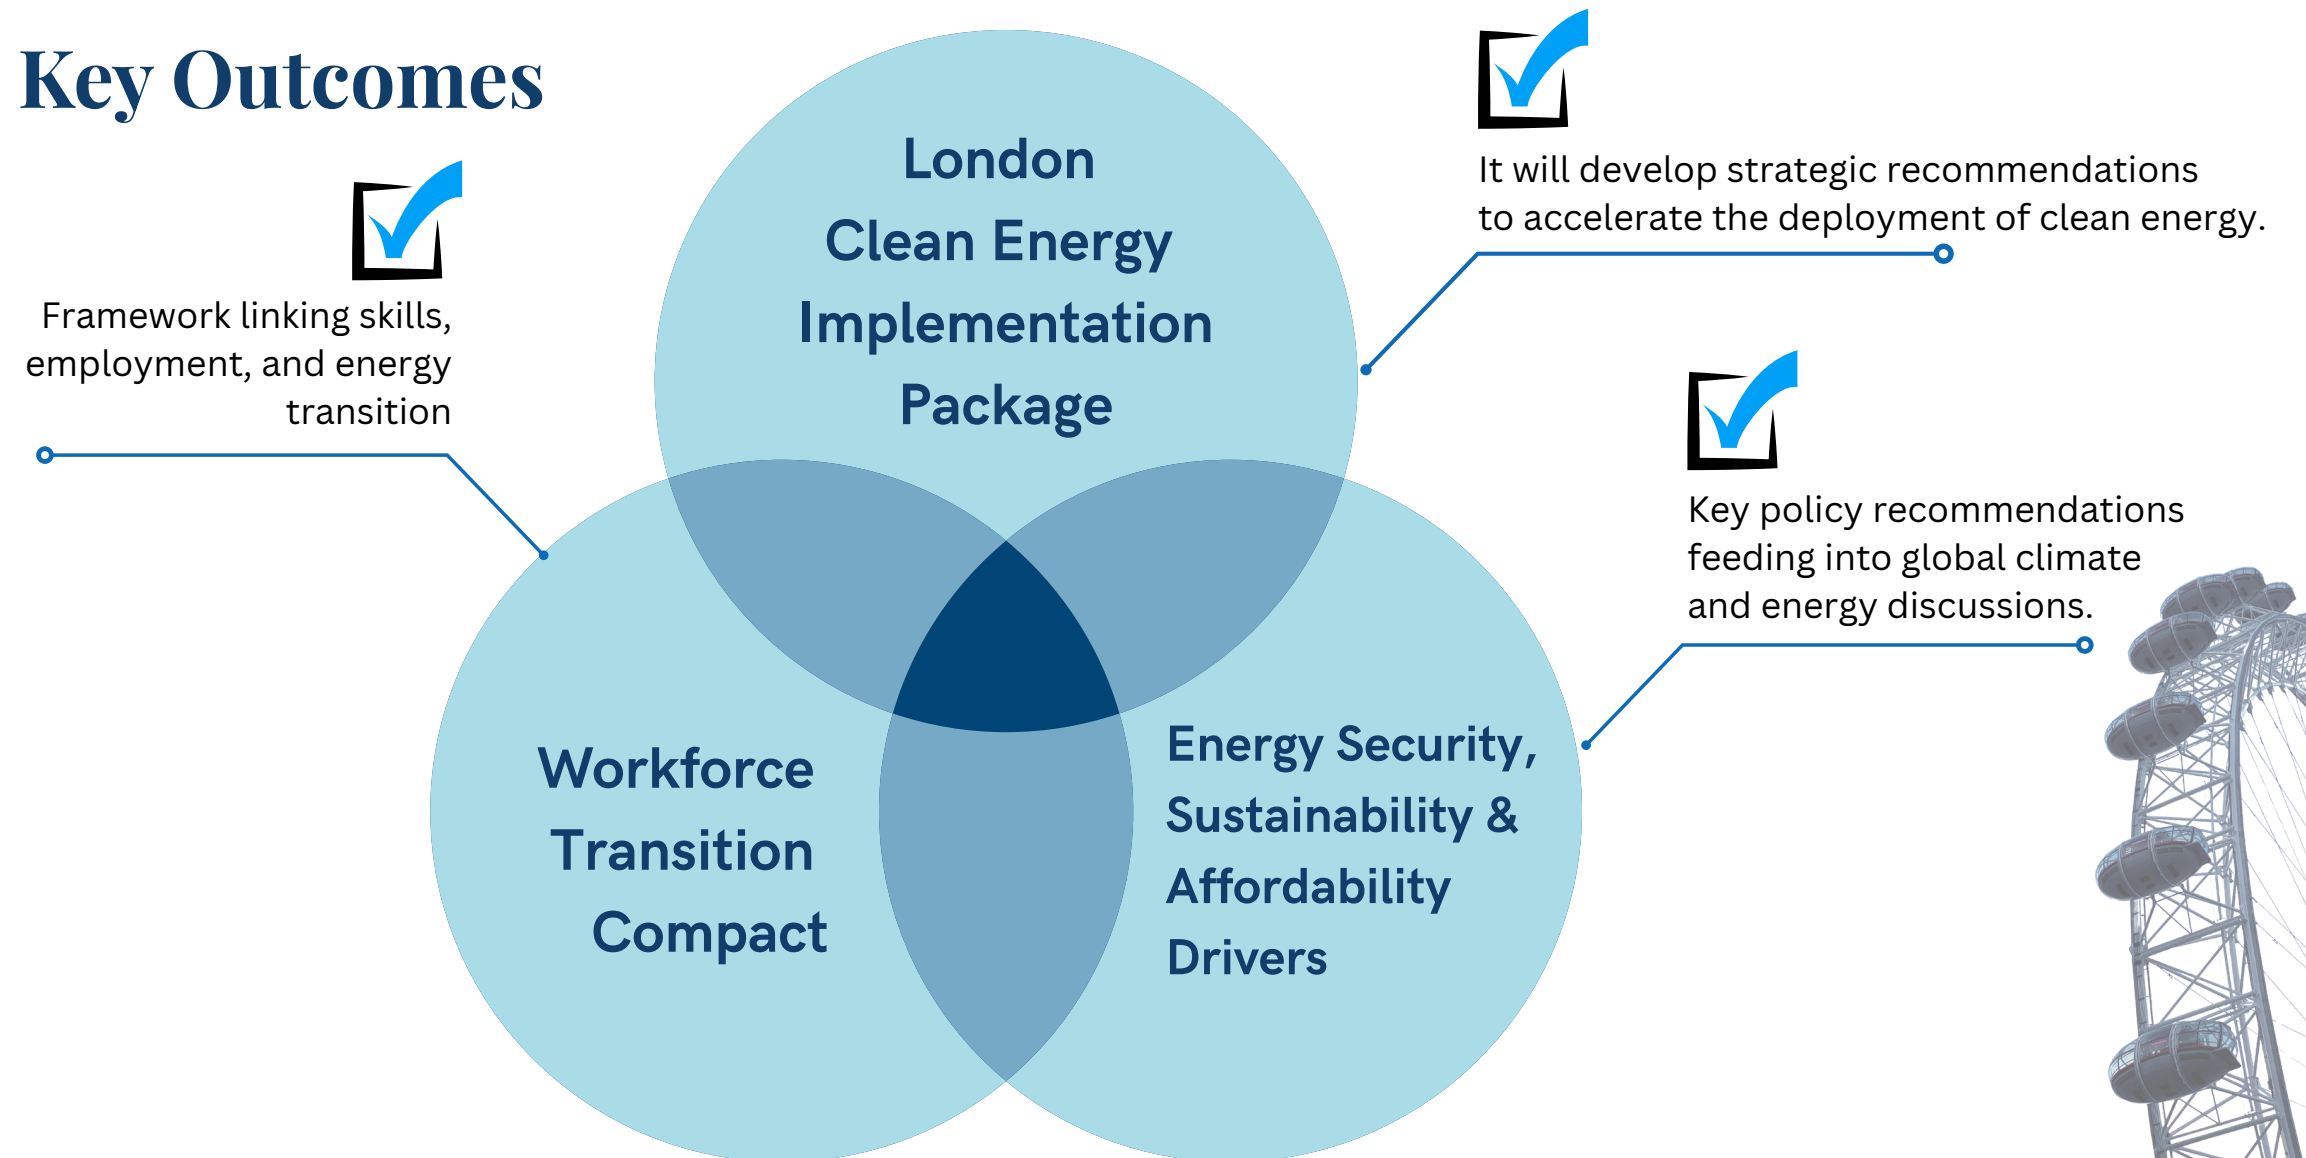 Key Outcomes
Framework linking skills,
employment, and energy
transition
London
Clean Energy
Implementation
Package
It will develop strategic recommendations
to accelerate the deployment of clean energy.
Key policy recommendations
feeding into global climate
and energy discussions.
Workforce
Transition
Compact
Energy Security,
Sustainability &
Affordability
Drivers